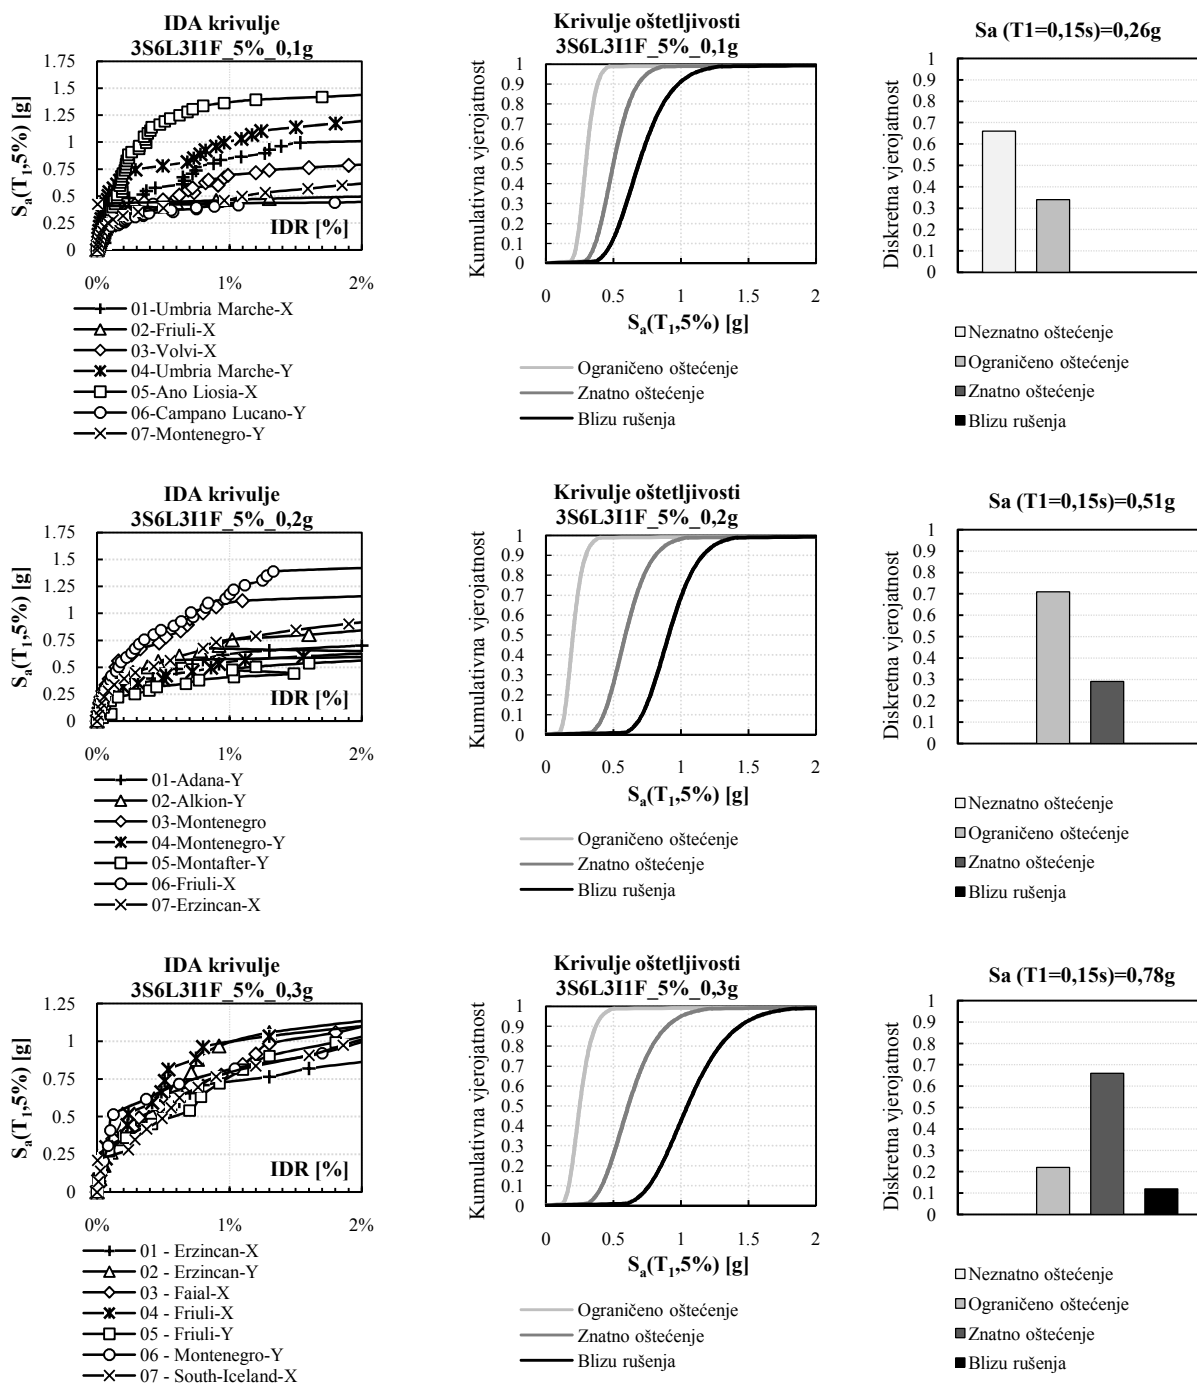 IDA krivulje
3S6L3I1F_5%_0,1g
Sa(T1,5%) [g]
1.75
1.5
1.25
1
0.75
0.5
0.25
0
IDR [%]
0% 1% 2%
01-Umbria Marche-X
02-Friuli-X
03-Volvi-X
04-Umbria Marche-Y
05-Ano Liosia-X
06-Campano Lucano-Y
07-Montenegro-Y
Krivulje oštetljivosti
3S6L3I1F_5%_0,1g
Kumulativna vjerojatnost
1
0.9
0.8
0.7
0.6
0.5
0.4
0.3
0.2
0.1
0
0 0.5 1 1.5 2
Sa(T1,5%) [g]
Ograničeno oštećenje
Znatno oštećenje
Blizu rušenja
Sa (T1=0,15s)=0,26g
Diskretna vjerojatnost
1
0.9
0.8
0.7
0.6
0.5
0.4
0.3
0.2
0.1
0
Neznatno oštećenje
Ograničeno oštećenje
Znatno oštećenje
Blizu rušenja
IDA krivulje
3S6L3I1F_5%_0,2g
Sa(T1,5%) [g]
1.75
1.5
1.25
1
0.75
0.5
0.25
0
IDR [%]
0% 1% 2%
01-Adana-Y
02-Alkion-Y
03-Montenegro
04-Montenegro-Y
05-Montafter-Y
06-Friuli-X
07-Erzincan-X
Krivulje oštetljivosti
3S6L3I1F_5%_0,2g
Kumulativna vjerojatnost
1
0.9
0.8
0.7
0.6
0.5
0.4
0.3
0.2
0.1
0
0 0.5 1 1.5 2
Sa(T1,5%) [g]
Ograničeno oštećenje
Znatno oštećenje
Blizu rušenja
Sa (T1=0,15s)=0,51g
Diskretna vjerojatnost
1
0.9
0.8
0.7
0.6
0.5
0.4
0.3
0.2
0.1
0
Neznatno oštećenje
Ograničeno oštećenje
Znatno oštećenje
Blizu rušenja
IDA krivulje
3S6L3I1F_5%_0,3g
Sa(T1,5%) [g]
1.25
1
0.75
0.5
0.25
0
IDR [%]
0% 1% 2%
01 - Erzincan-X
02 - Erzincan-Y
03 - Faial-X
04 - Friuli-X
05 - Friuli-Y
06 - Montenegro-Y
07 - South-Iceland-X
Krivulje oštetljivosti
3S6L3I1F_5%_0,3g
Kumulativna vjerojatnost
1
0.9
0.8
0.7
0.6
0.5
0.4
0.3
0.2
0.1
0
0 0.5 1 1.5 2
Sa(T1,5%) [g]
Ograničeno oštećenje
Znatno oštećenje
Blizu rušenja
Sa (T1=0,15s)=0,78g
Diskretna vjerojatnost
1
0.9
0.8
0.7
0.6
0.5
0.4
0.3
0.2
0.1
0
Neznatno oštećenje
Ograničeno oštećenje
Znatno oštećenje
Blizu rušenja